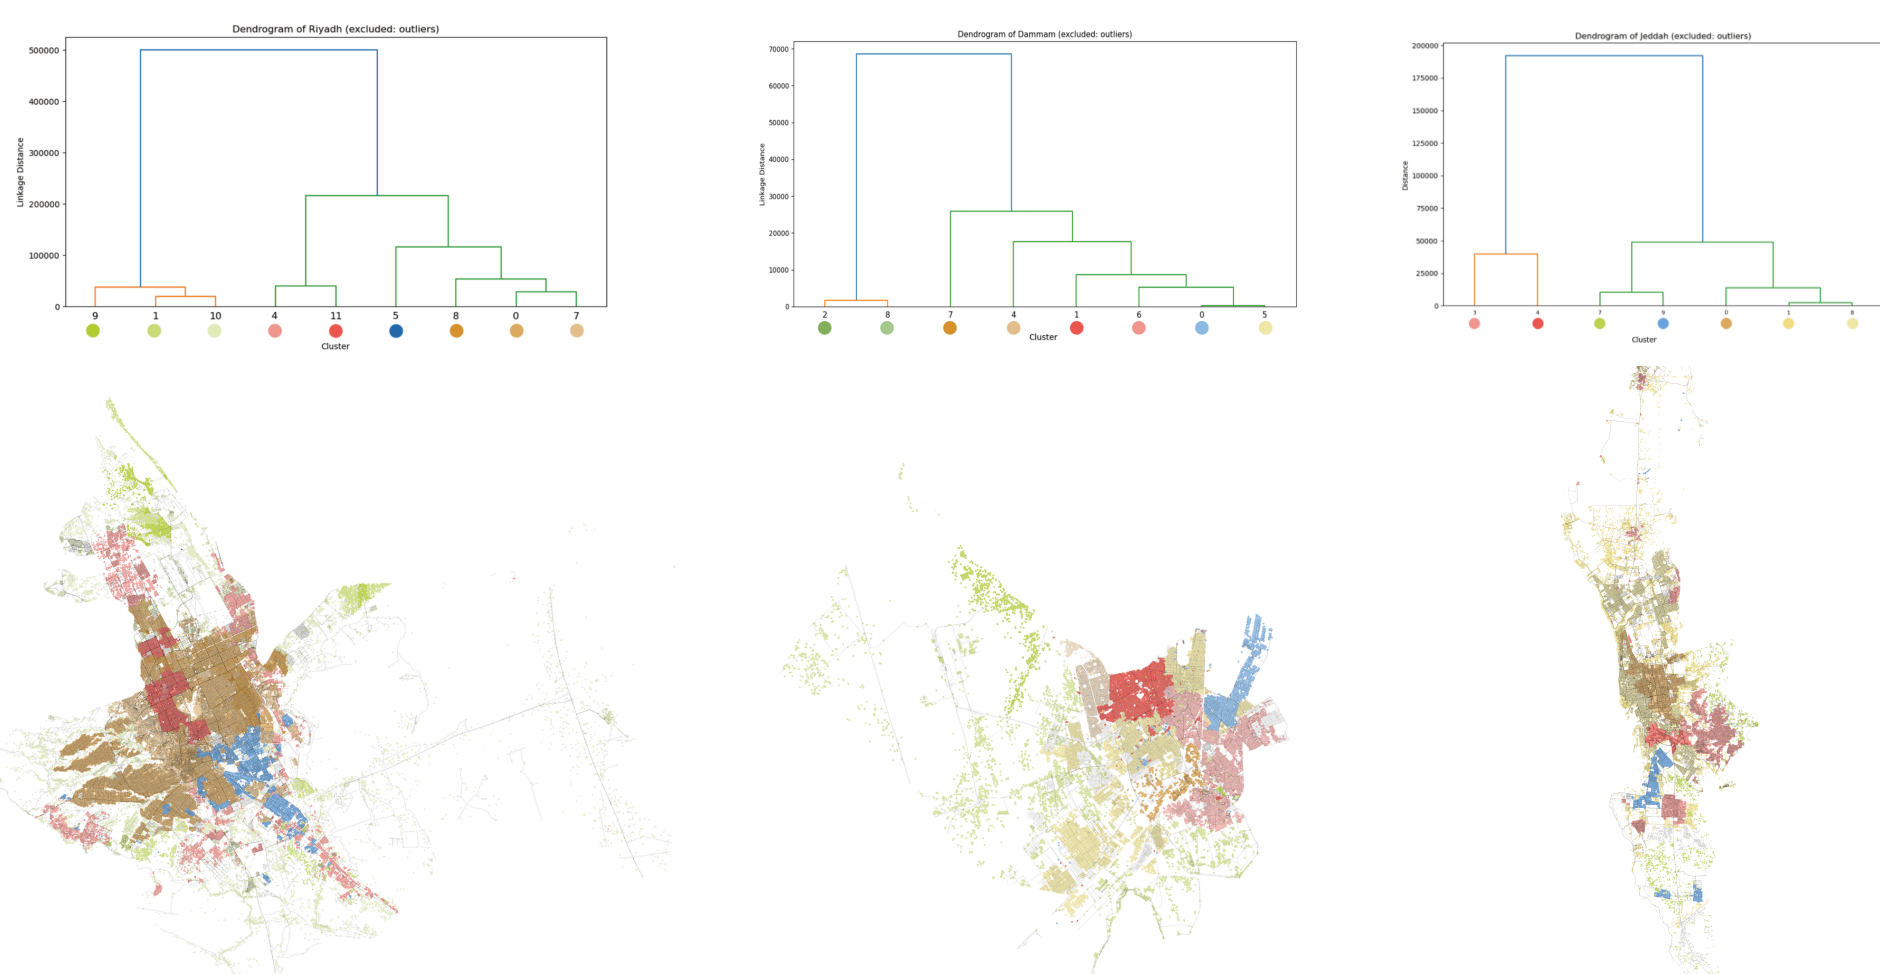 Dendrogram of Riyadh (excluded: outliers)
500000
400000
300000
200000
100000
0
Linkage Distance
9 1 10 4 11 5 8 0 7
Cluster
Dendrogram of Dammam (excluded: outliers)
70000
60000
50000
40000
30000
20000
10000
0
Linkage Distance
2 8 7 4 1 6 0 5
Cluster
Dendrogram of Jeddah (excluded: outliers)
200000
175000
150000
125000
100000
75000
50000
25000
0
Distance
3 4 7 9 0 1 8
Cluster